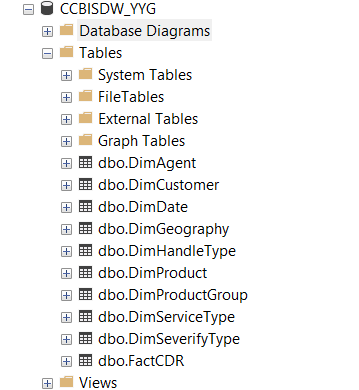 CCBISDW_YYG
Database Diagrams
Tables
System Tables
FileTables
External Tables
Graph Tables
dbo.DimAgent
dbo.DimCustomer
dbo.DimDate
dbo.DimGeography
dbo.DimHandleType
dbo.DimProduct
dbo.DimProductGroup
dbo.DimServiceType
dbo.DimSeverifyType
dbo.FactCDR
Views